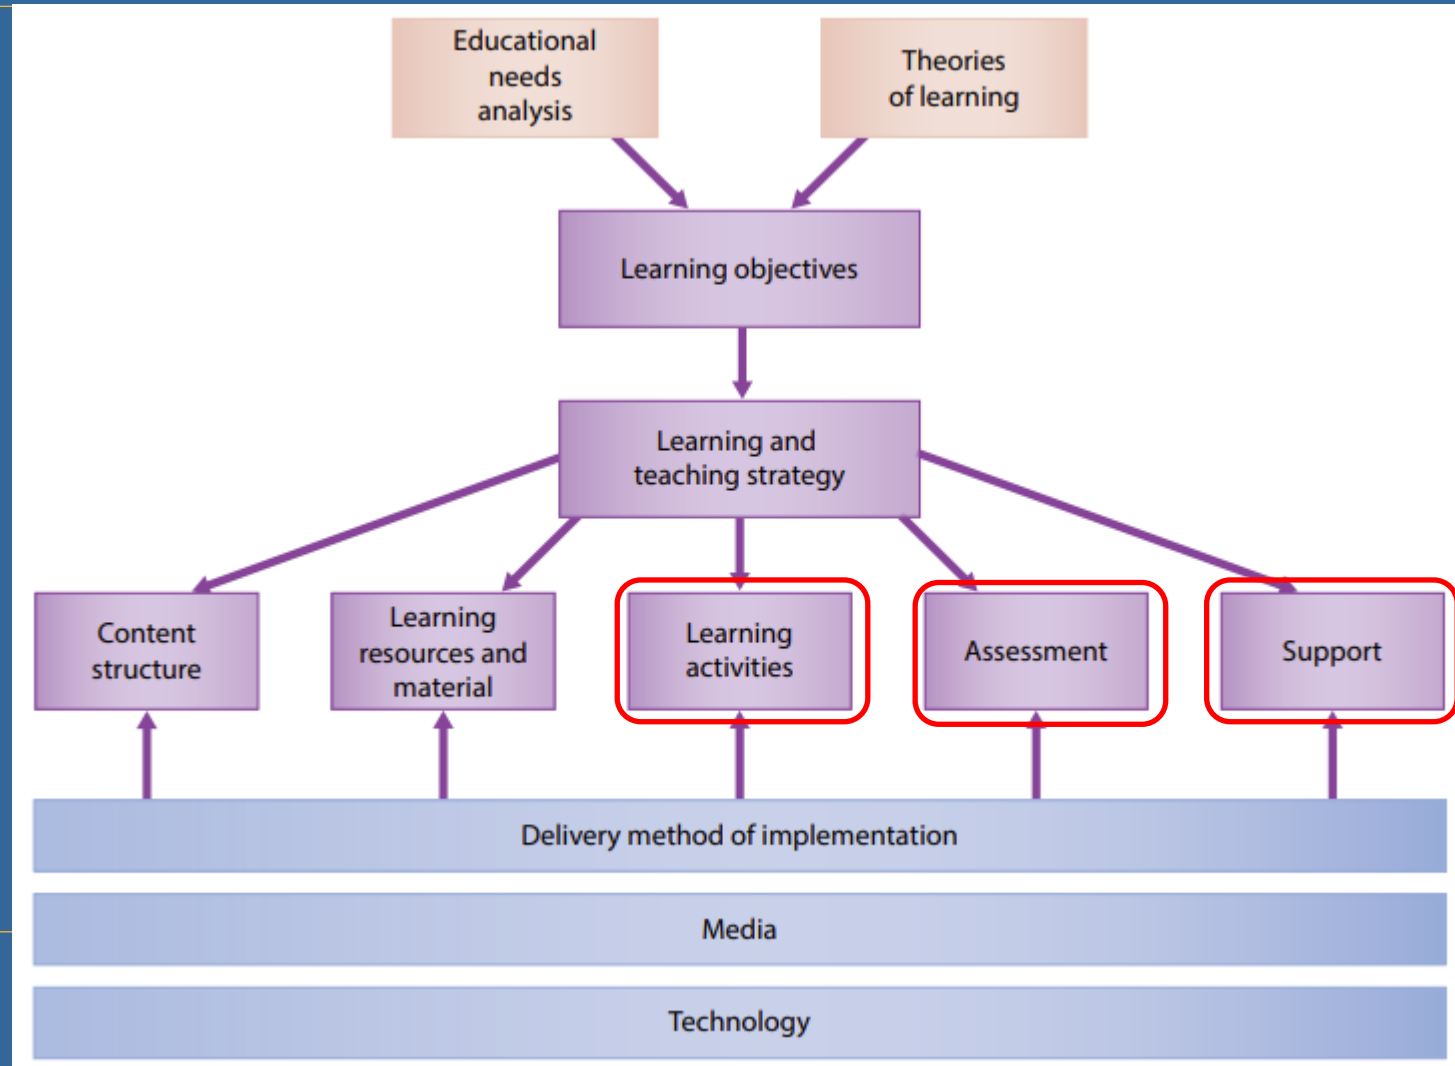 Educational
needs
analysis
Theories
of learning
Learning objectives
Learning and
teaching strategy
Content
structure
Learning
resources and
material
Learning
activities
Assessment
Support
Delivery method of implementation
Media
Technology